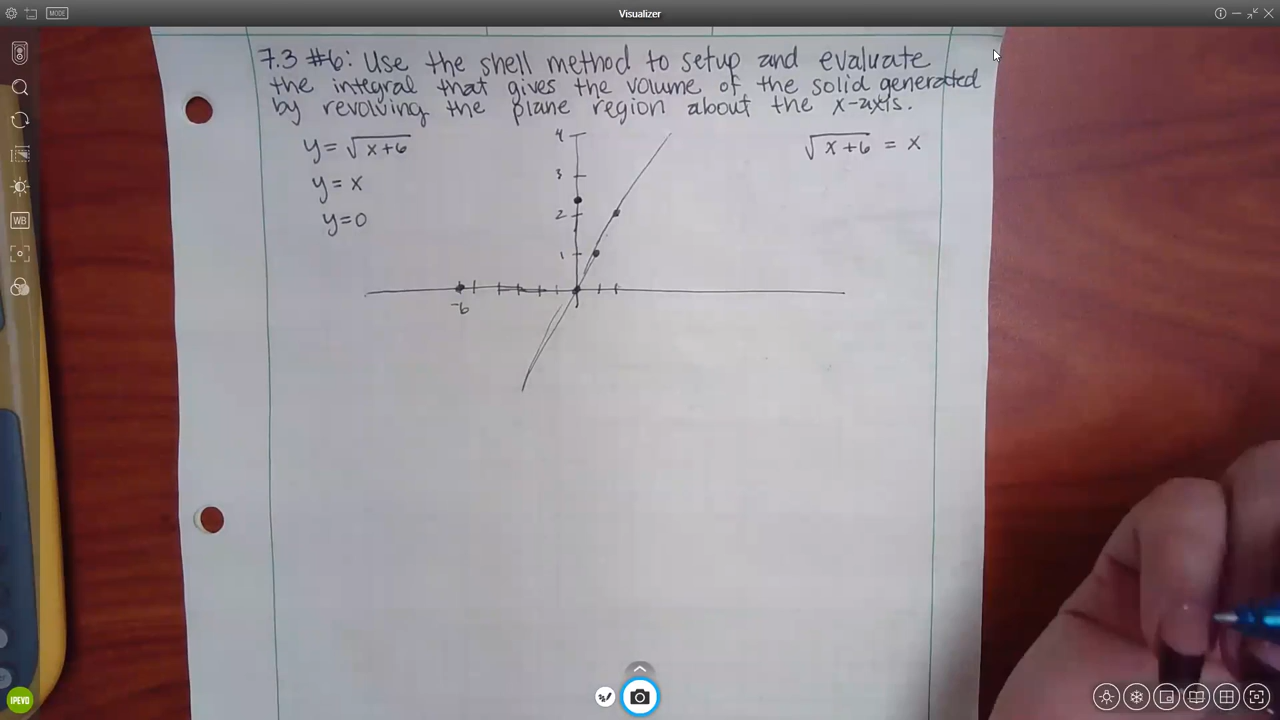 MODE
Visualizer
WB
7.3 #6: Use the shell method to setup and evaluate
the integral that gives the volume of the solid generated
by revolving the plane region about the x-axis.
y = √x+6
y = x
y=0
4
3
2
1
-6
√x+6 = x
IPEVO